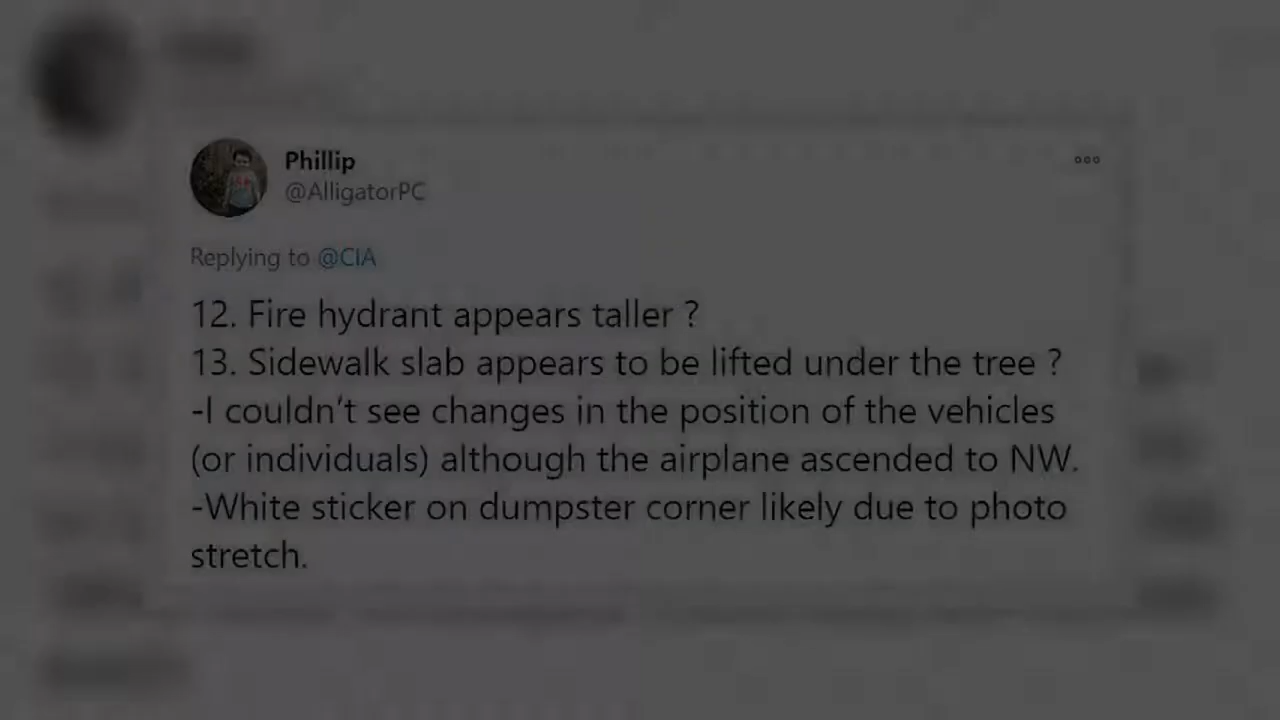 Phillip
@AlligatorPC
Replying to @CIA
12. Fire hydrant appears taller ?
13. Sidewalk slab appears to be lifted under the tree ?
-I couldn't see changes in the position of the vehicles
(or individuals) although the airplane ascended to NW.
-White sticker on dumpster corner likely due to photo
stretch.